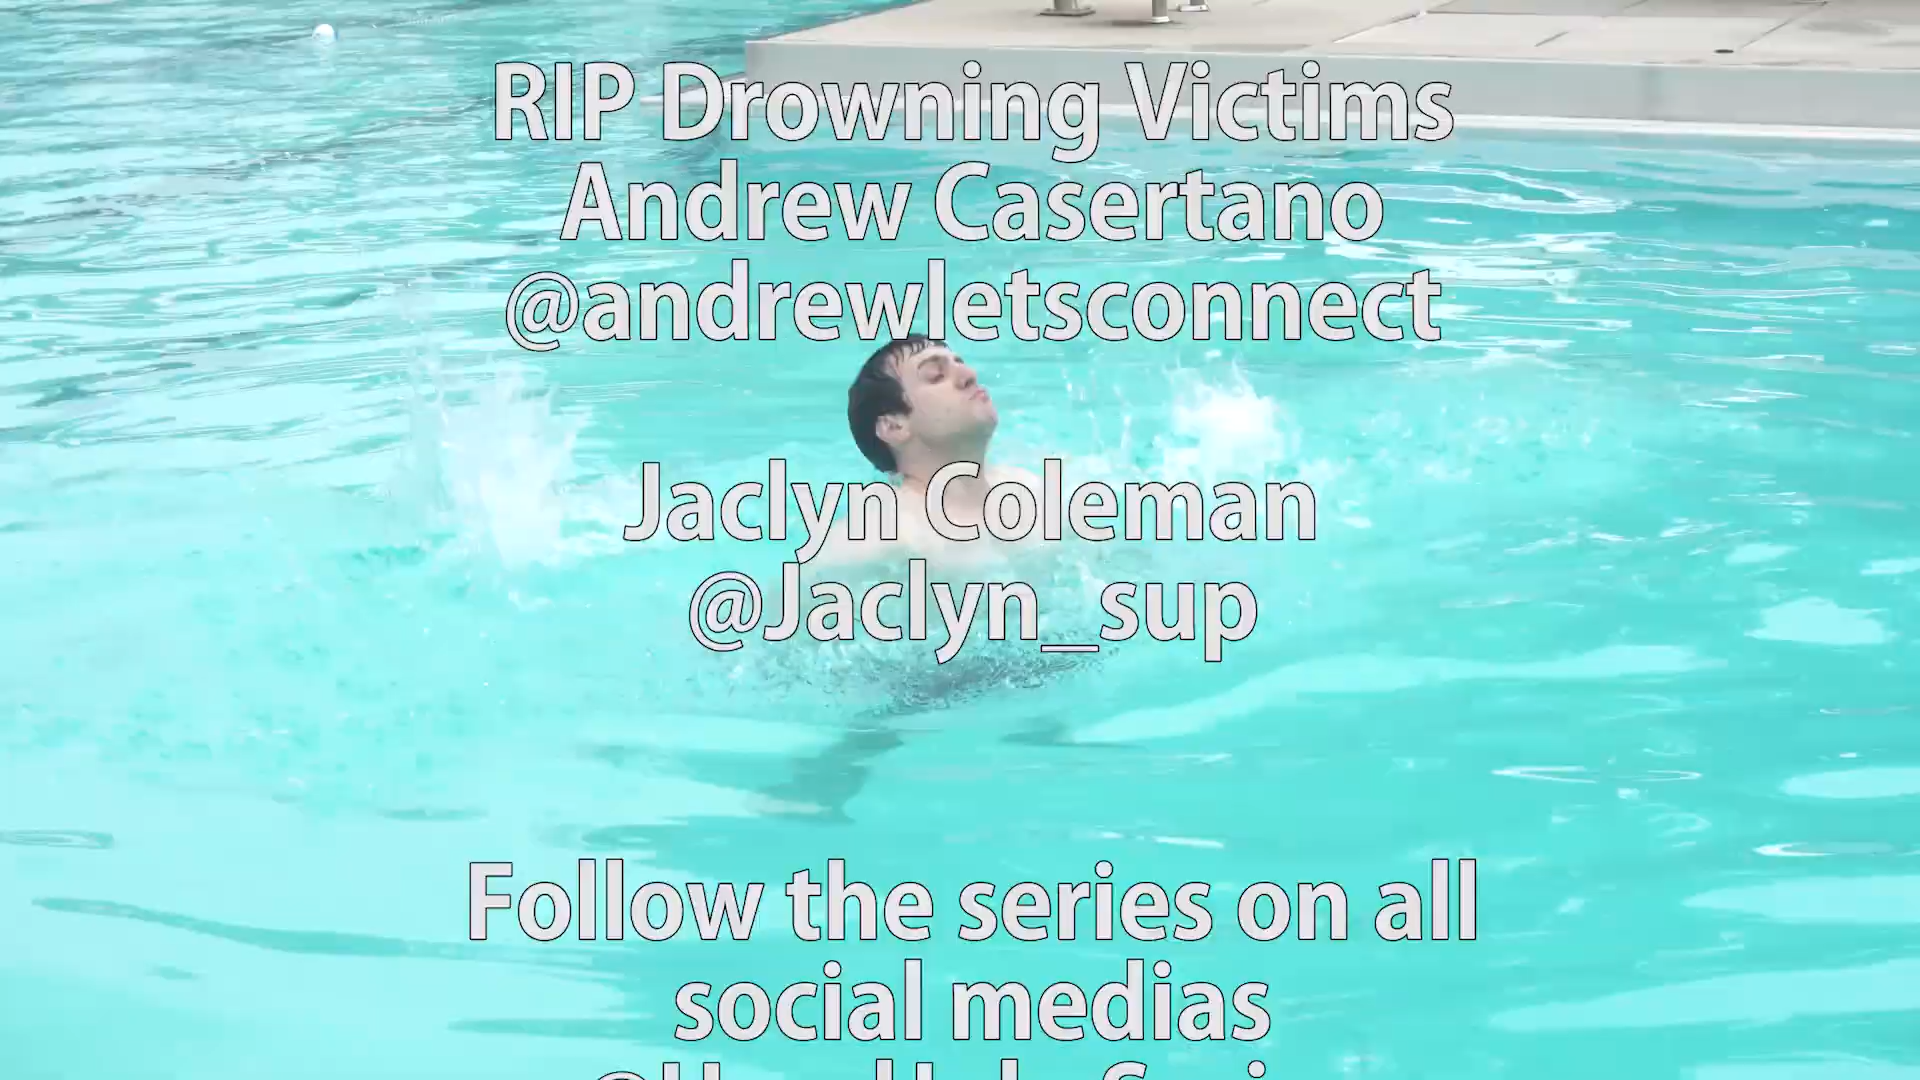 RIP Drowning Victims
Andrew Casertano
@andrewletsconnect
Jaclyn Coleman
@Jaclyn_sup
Follow the series on all
social medias